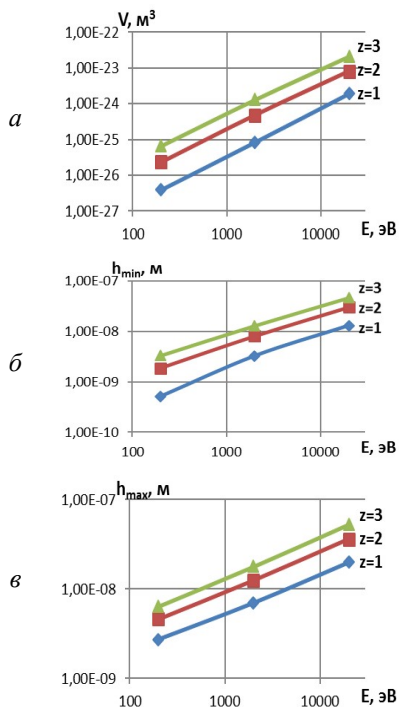 V, м³
1,00E-22
1,00E-23
1,00E-24
1,00E-25
1,00E-26
1,00E-27
z=3
z=2
z=1
а
100 1000 10000 E, эВ
hmin, м
1,00E-07
1,00E-08
1,00E-09
1,00E-10
z=3
z=2
z=1
б
100 1000 10000 E, эВ
hmax, м
1,00E-07
1,00E-08
1,00E-09
z=3
z=2
z=1
в
100 1000 10000 E, эВ